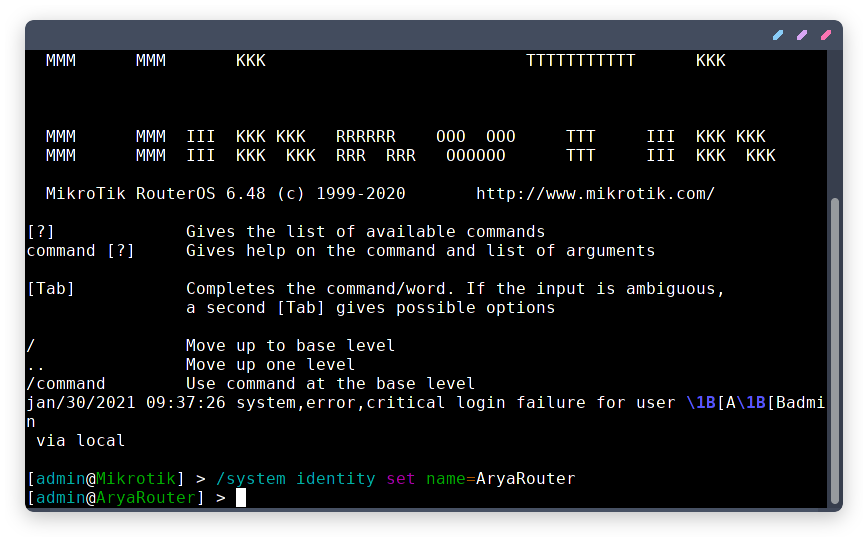 MMM      MMM       KKK                          TTTTTTTTTTT      KKK
MMM      MMM  III  KKK KKK   RRRRRR    OOO  OOO     TTT     III  KKK KKK
MMM      MMM  III  KKK  KKK  RRR  RRR   OOOOOO      TTT     III  KKK  KKK
MikroTik RouterOS 6.48 (c) 1999-2020       http://www.mikrotik.com/
[?]             Gives the list of available commands
command [?]     Gives help on the command and list of arguments
[Tab]           Completes the command/word. If the input is ambiguous,
a second [Tab] gives possible options
/               Move up to base level
..              Move up one level
/command        Use command at the base level
jan/30/2021 09:37:26 system,error,critical login failure for user \1B[A\1B[Badmi
n
via local
[admin@Mikrotik] > /system identity set name=AryaRouter
[admin@AryaRouter] >